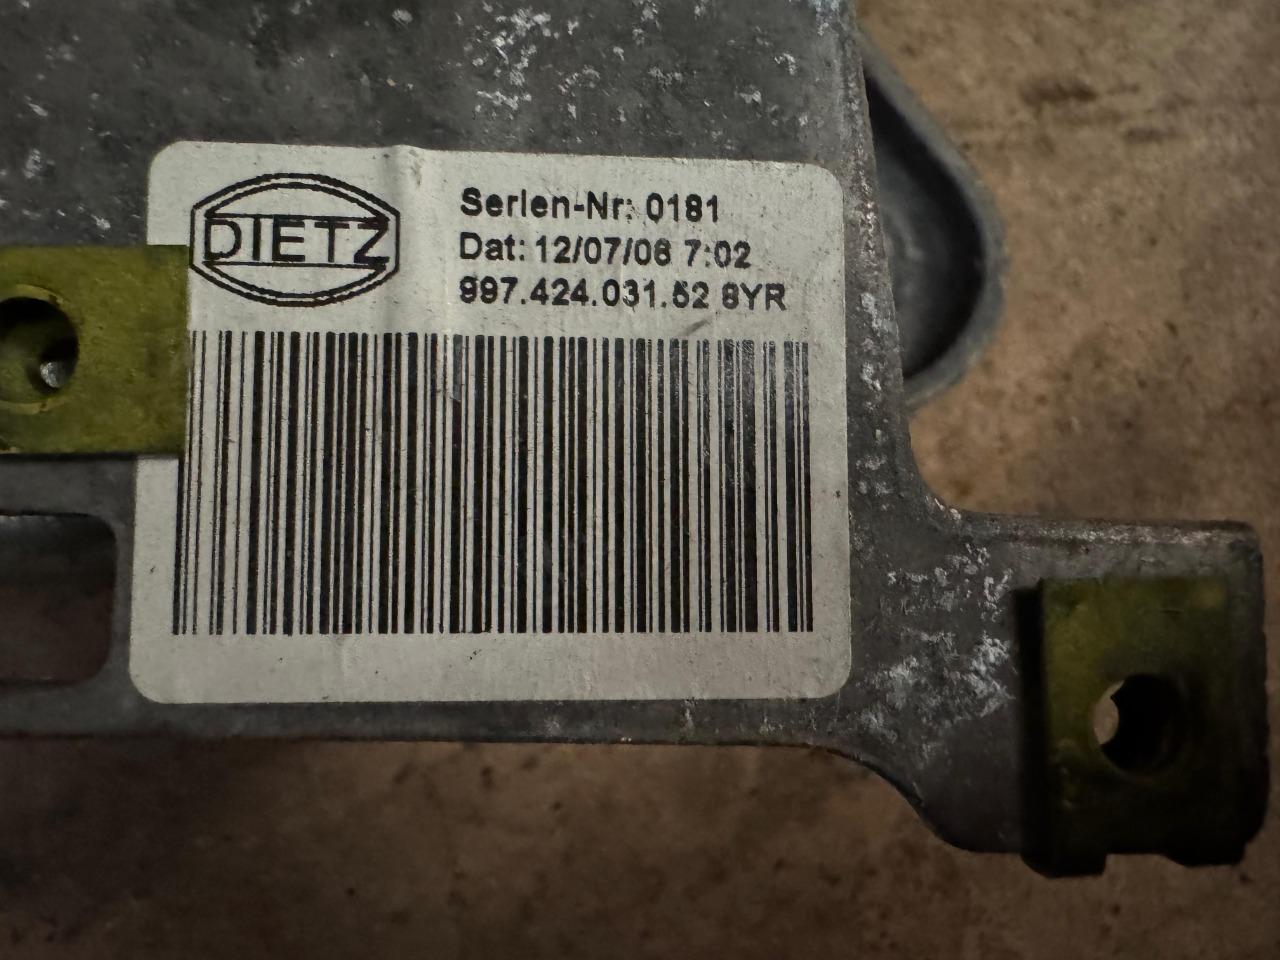 DIETZ
Serien-Nr: 0181
Dat: 12/07/06 7:02
997.424.031.52 8YR